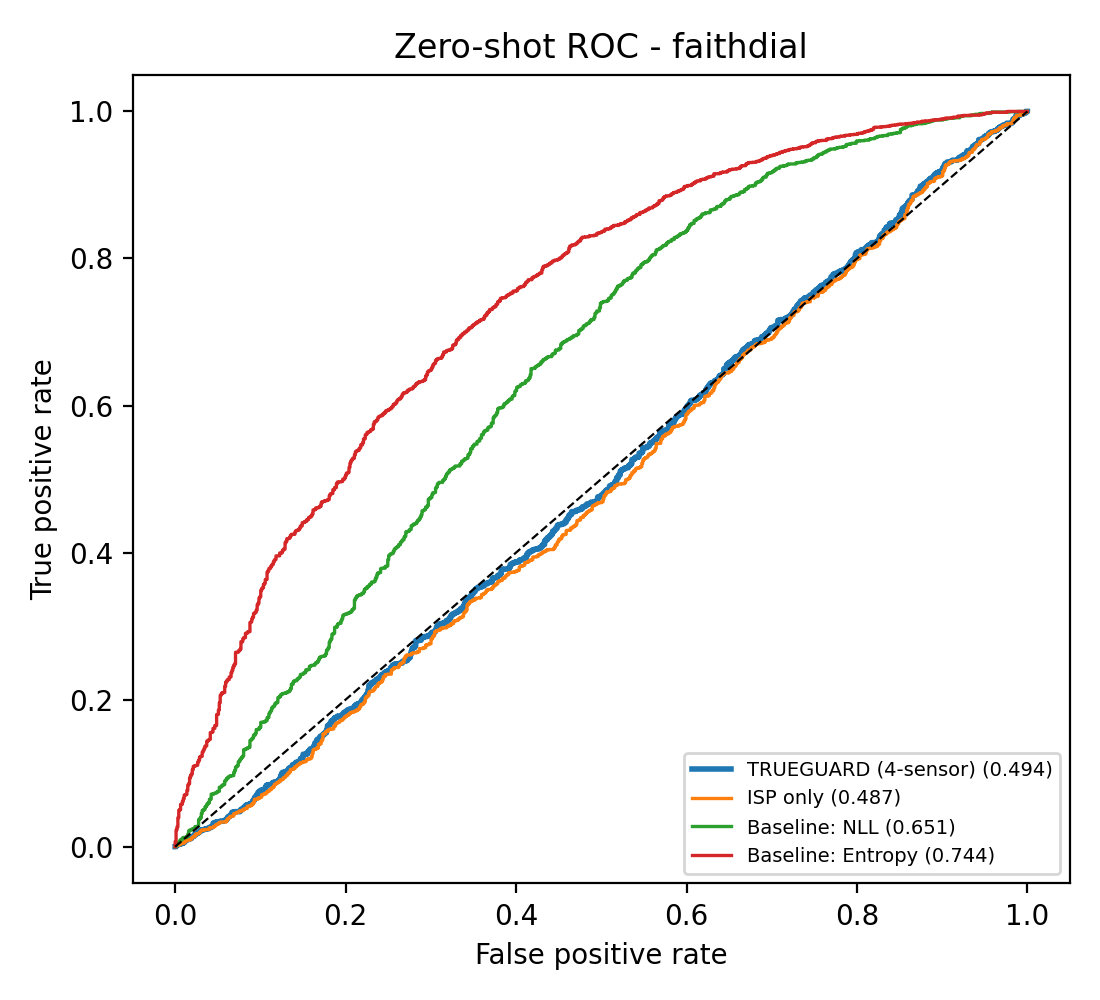 Zero-shot ROC - faithdial
True positive rate
1.0
0.8
0.6
0.4
0.2
0.0
TRUEGUARD (4-sensor) (0.494)
ISP only (0.487)
Baseline: NLL (0.651)
Baseline: Entropy (0.744)
0.0 0.2 0.4 0.6 0.8 1.0
False positive rate